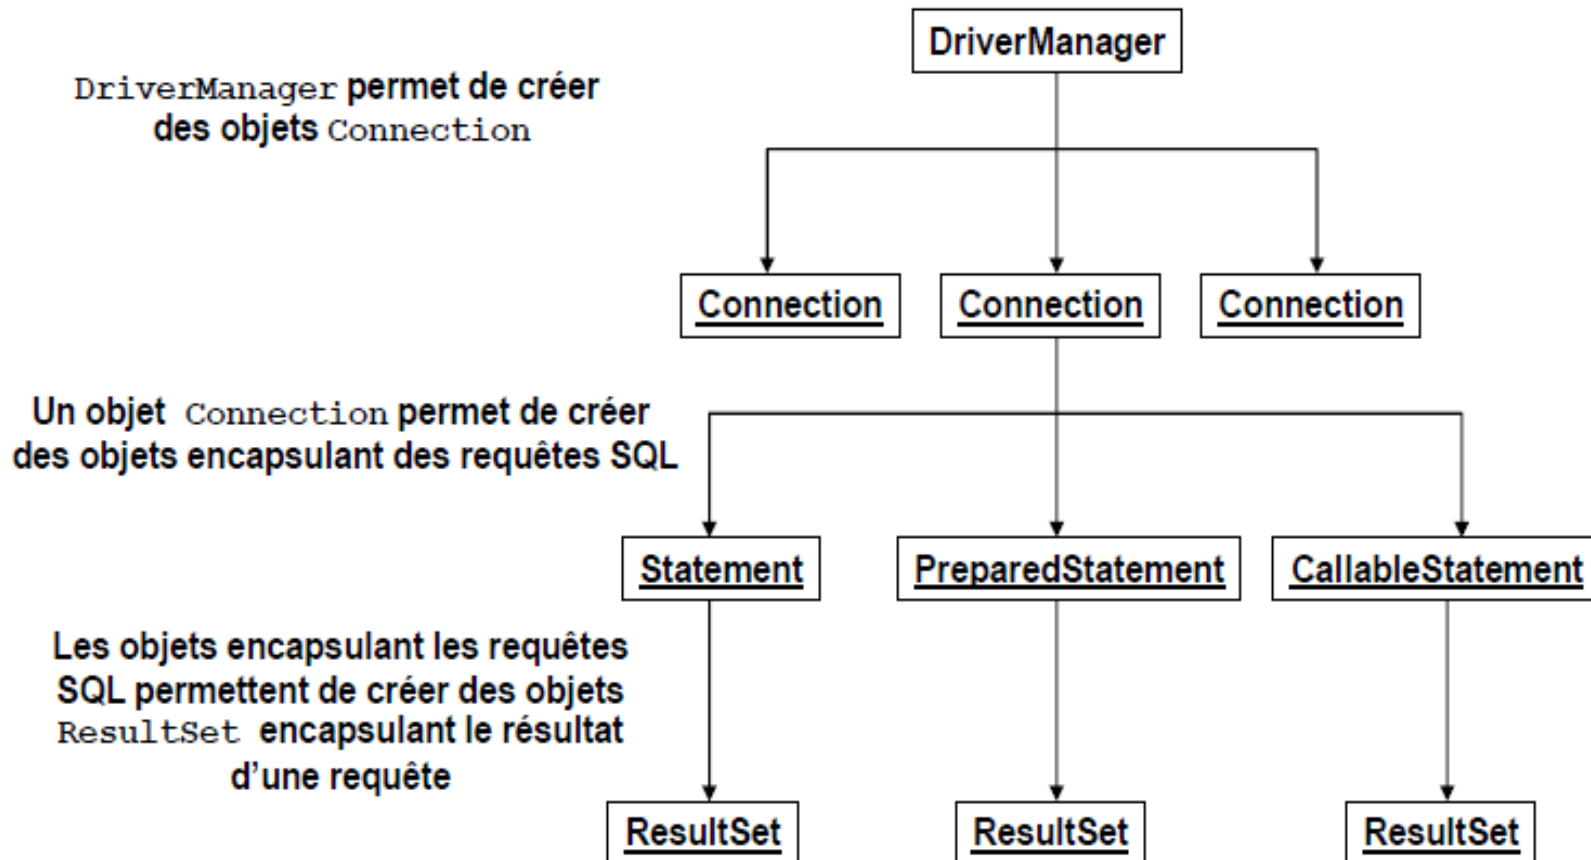 DriverManager
DriverManager permet de créer
des objets Connection
Connection
Connection
Connection
Un objet Connection permet de créer
des objets encapsulant des requêtes SQL
Statement
PreparedStatement
CallableStatement
Les objets encapsulant les requêtes
SQL permettent de créer des objets
ResultSet encapsulant le résultat
d'une requête
ResultSet
ResultSet
ResultSet